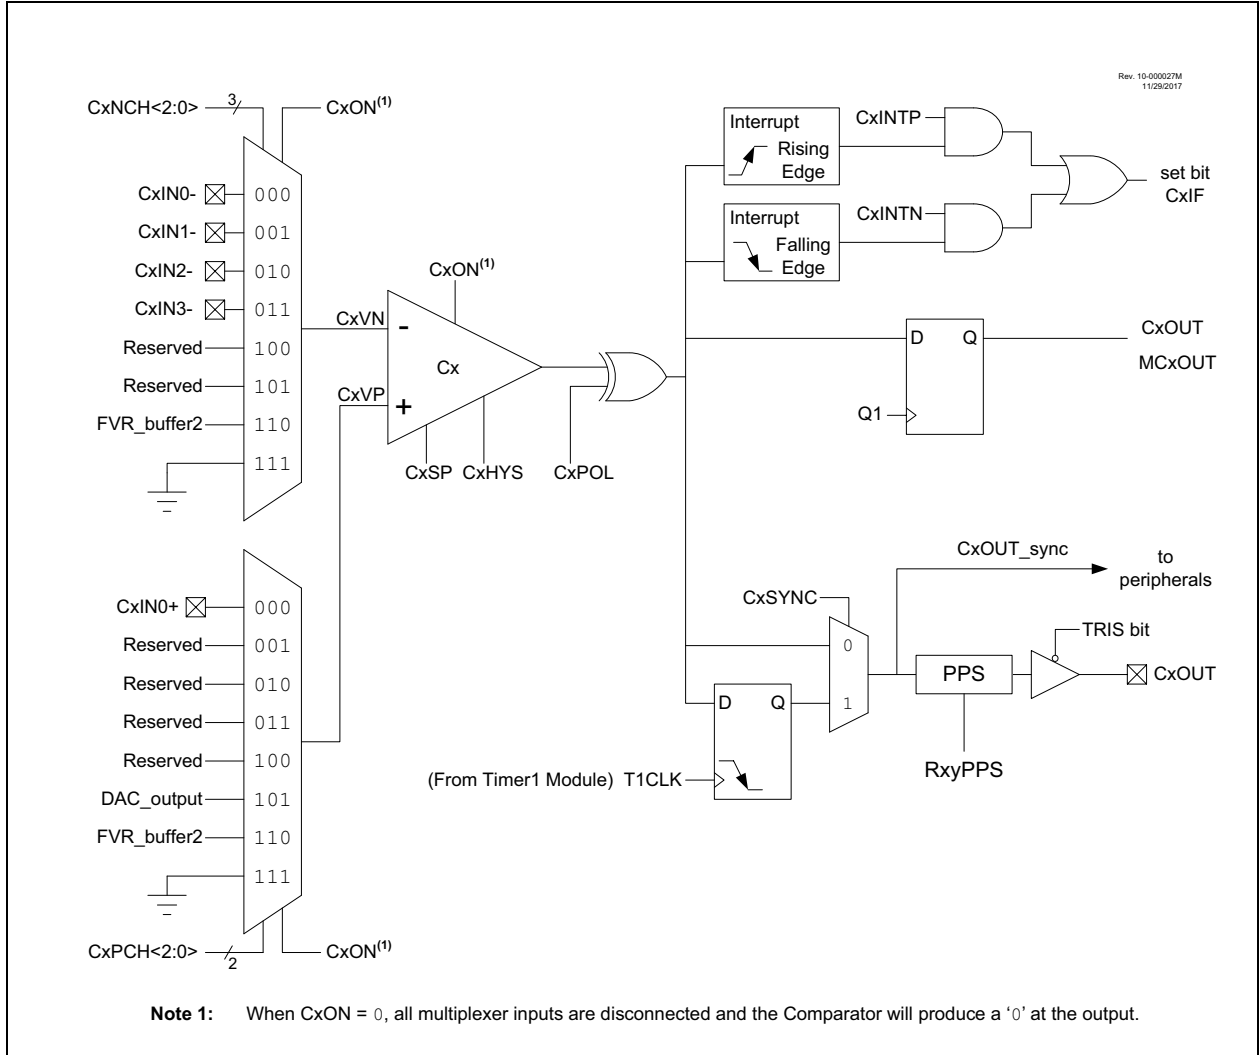 Rev. 10-000027M
11/29/2017
CxNCH<2:0>
3
CxON(1)
CxIN0-
000
CxIN1-
001
CxIN2-
010
CxIN3-
011
Reserved
100
Reserved
101
FVR_buffer2
110
111
CxVN
CxVP
CxON(1)
-
+
Cx
CxSP
CxHYS
CxPOL
Interrupt
Rising
Edge
CxINTP
Interrupt
Falling
Edge
CxINTN
set bit
CxIF
D
Q
Q1
CxOUT
MCxOUT
CxIN0+
000
Reserved
001
Reserved
010
Reserved
011
Reserved
100
DAC_output
101
FVR_buffer2
110
111
CxPCH<2:0>
2
CxON(1)
CxSYNC
0
1
D
Q
(From Timer1 Module) T1CLK
CxOUT_sync
to
peripherals
PPS
RxyPPS
TRIS bit
CxOUT
Note 1: When CxON = 0, all multiplexer inputs are disconnected and the Comparator will produce a ‘0’ at the output.